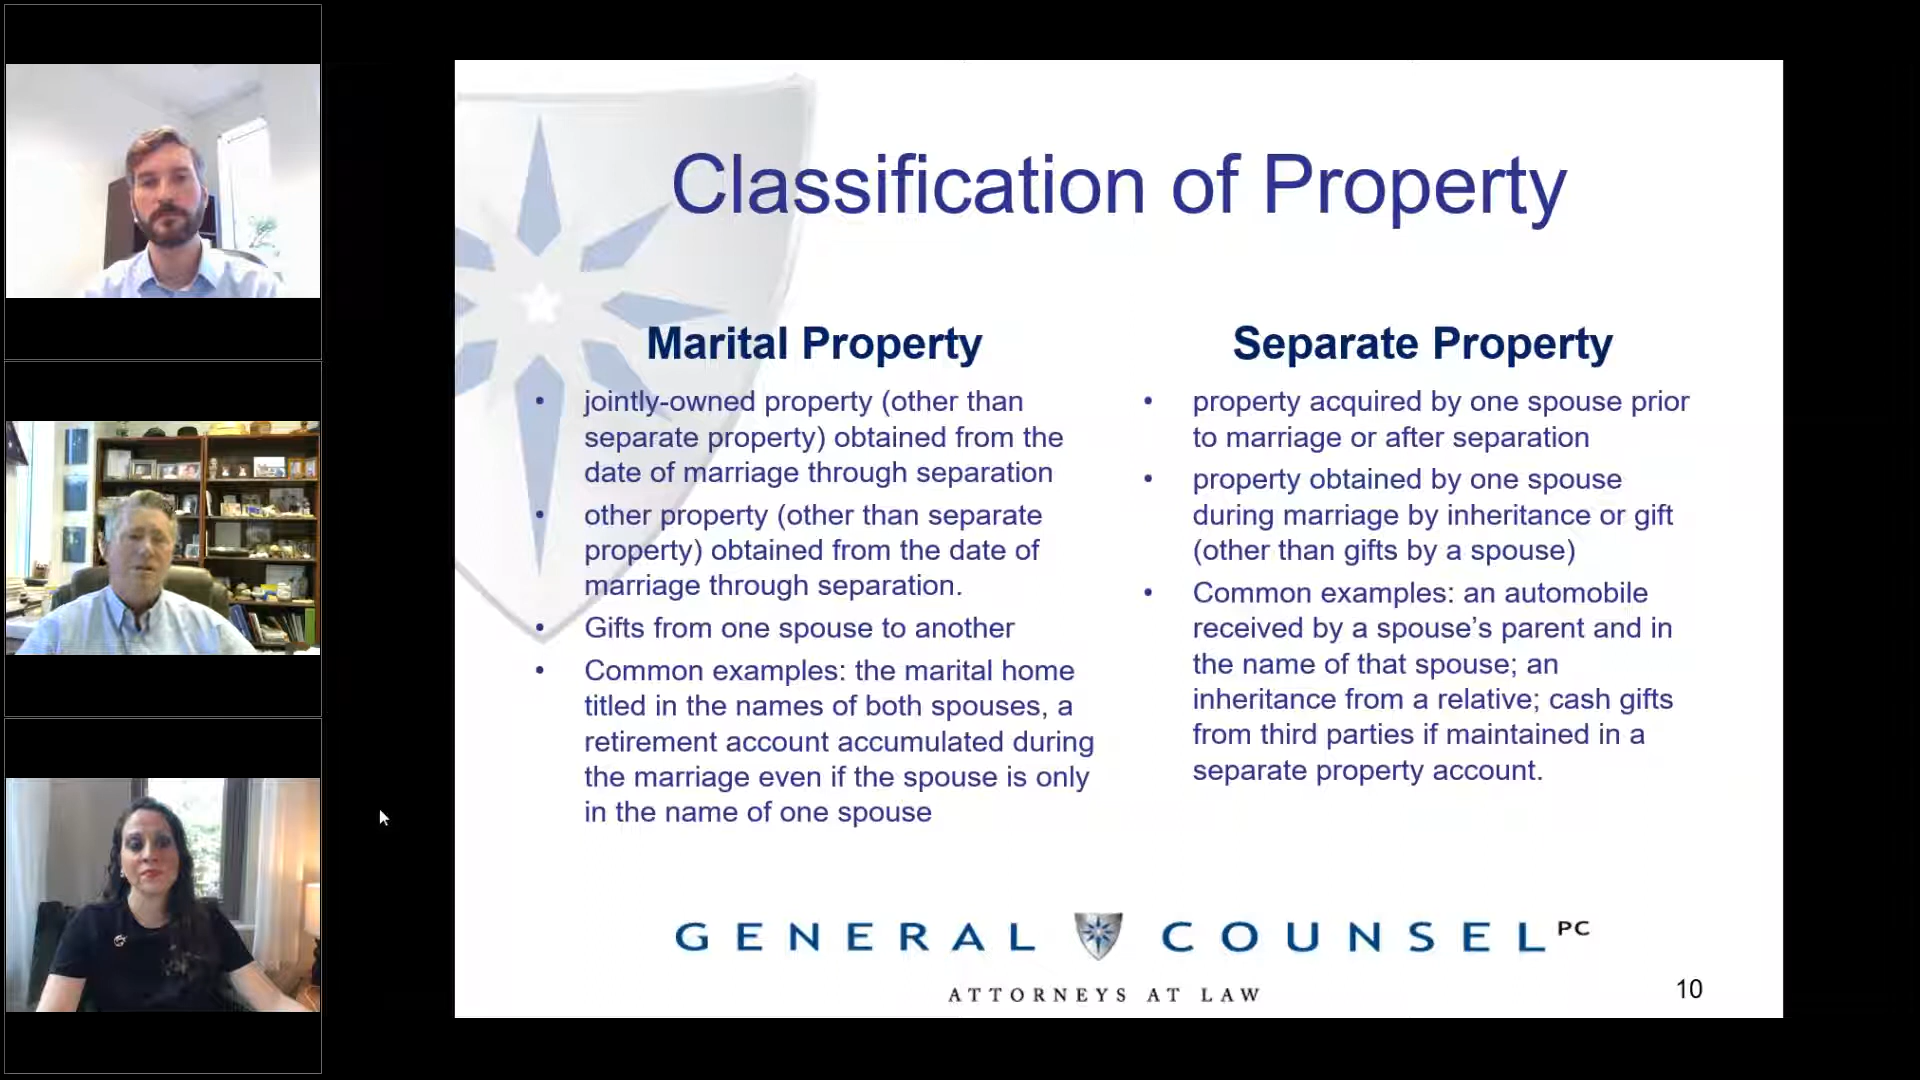 Classification of Property
Marital Property
• jointly-owned property (other than
separate property) obtained from the
date of marriage through separation
• other property (other than separate
property) obtained from the date of
marriage through separation.
• Gifts from one spouse to another
• Common examples: the marital home
titled in the names of both spouses, a
retirement account accumulated during
the marriage even if the spouse is only
in the name of one spouse
Separate Property
• property acquired by one spouse prior
to marriage or after separation
• property obtained by one spouse
during marriage by inheritance or gift
(other than gifts by a spouse)
• Common examples: an automobile
received by a spouse’s parent and in
the name of that spouse; an
inheritance from a relative; cash gifts
from third parties if maintained in a
separate property account.
GENERAL COUNSEL PC
ATTORNEYS AT LAW
10